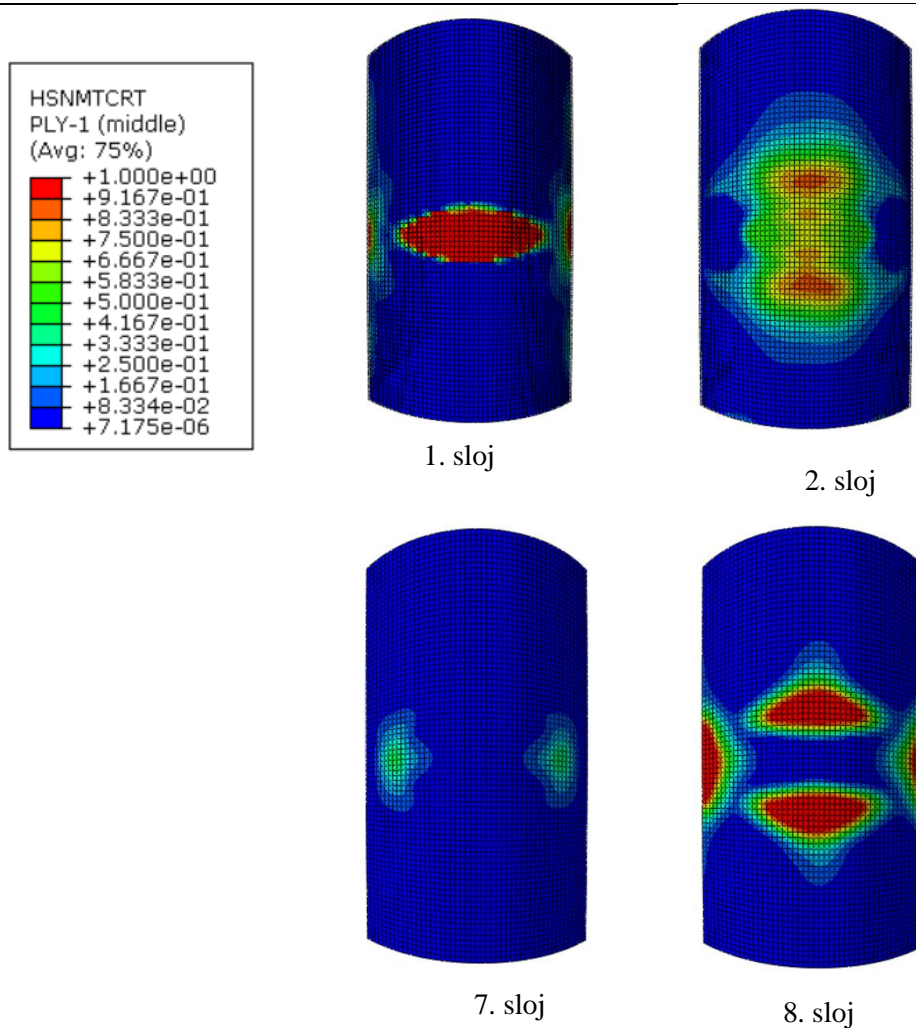 HSNMTCRT
PLY-1 (middle)
(Avg: 75%)
+1.000e+00
+9.167e-01
+8.333e-01
+7.500e-01
+6.667e-01
+5.833e-01
+5.000e-01
+4.167e-01
+3.333e-01
+2.500e-01
+1.667e-01
+8.334e-02
+7.175e-06
1. sloj
2. sloj
7. sloj
8. sloj